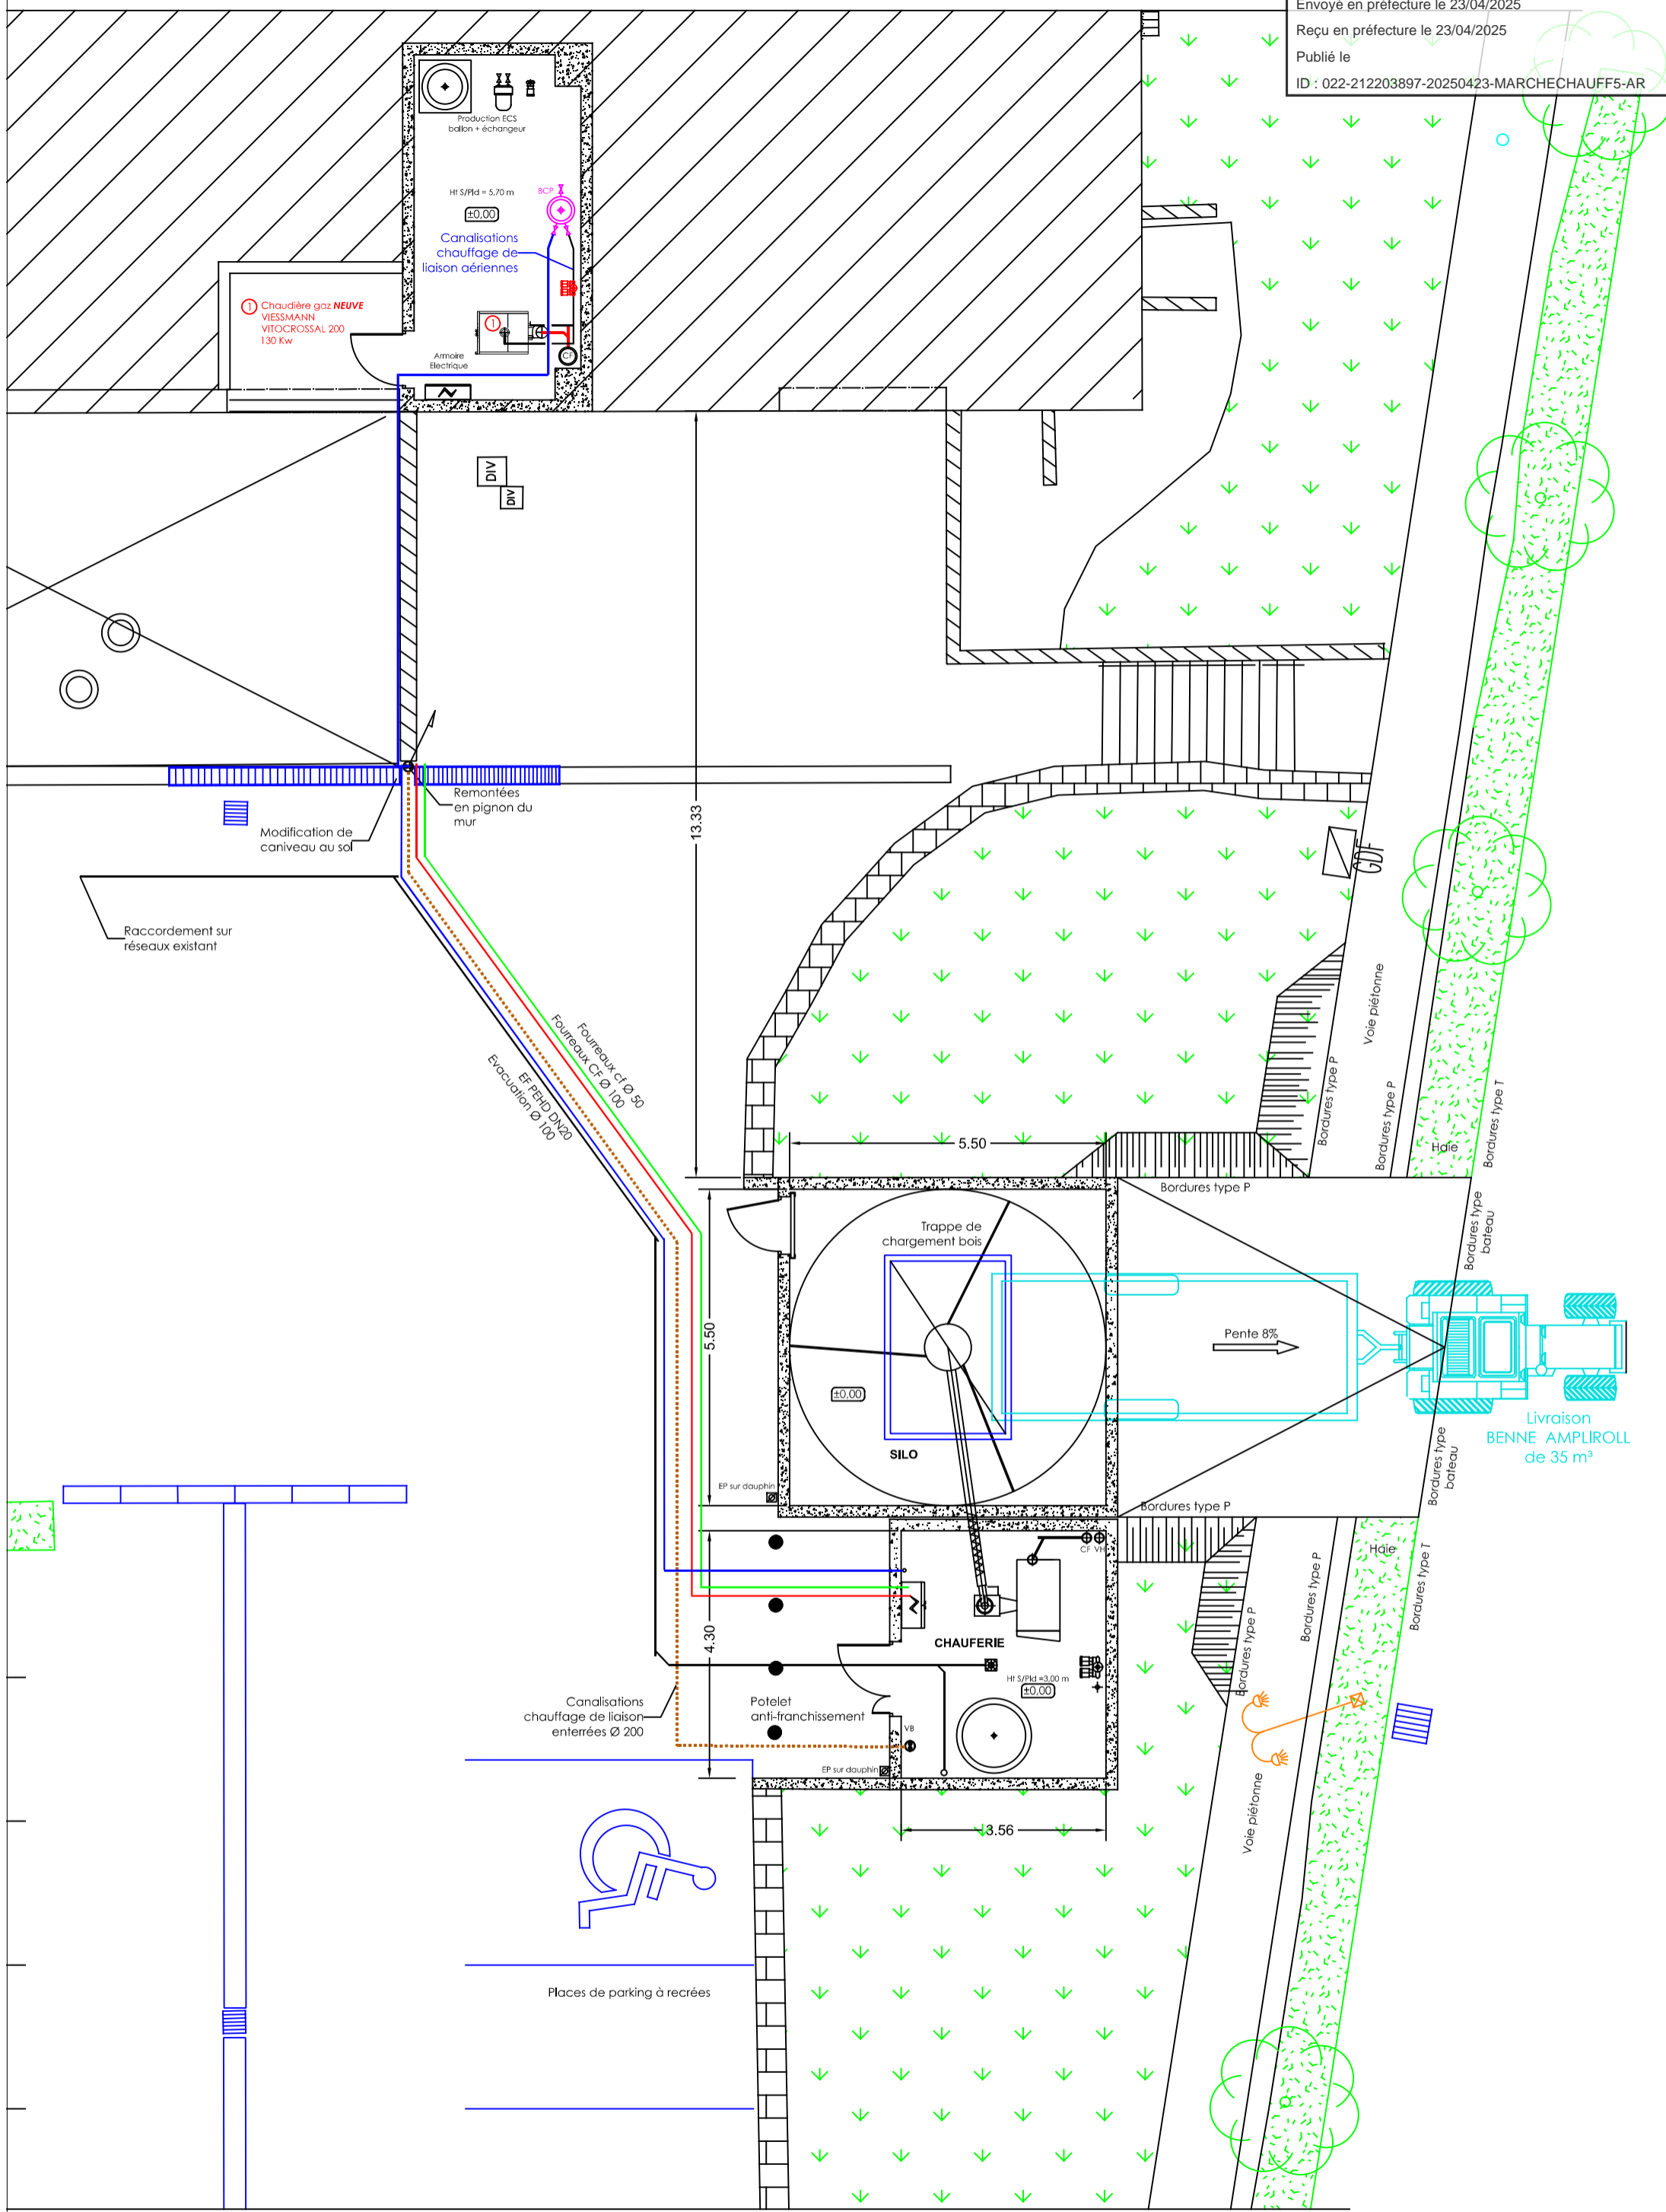 Envoyé en préfecture le 23/04/2025
Reçu en préfecture le 23/04/2025
Publié le
ID : 022-212203897-20250423-MARCHECHAUFF5-AR
Production ECS
ballon + échangeur
Ht S/Pld = 5,70 m
BCP
±0,00
Canalisations
chauffage de
liaison aériennes
1 Chaudière gaz NEUVE
VIESSMANN
VITOCROSSAL 200
130 Kw
1
CF
Armoire
Electrique
DIV
DIV
13.33
Remontées
en pignon du
mur
Modification de
caniveau au sol
GDF
Raccordement sur
réseaux existant
Voie piétonne
Fourreaux cf Ø 50
Fourreaux CF Ø 100
EF PEHD DN20
Evacuation Ø 100
Bordures type P
Bordures type P
Haie
Bordures type T
5.50
Bordures type P
Bordures type
bateau
Trappe de
chargement bois
5.50
Pente 8%
±0,00
SILO
Livraison
BENNE AMPLIROLL
de 35 m³
Bordures type
bateau
EP sur dauphin
Bordures type P
CF VH
Haie
Bordures type T
Bordures type P
Bordures type P
4.30
CHAUFERIE
Ht S/Pld =3,00 m
±0,00
Canalisations
chauffage de liaison
enterrées Ø 200
Potelet
anti-franchissement
VB
EP sur dauphin
Voie piétonne
3.56
Places de parking à recrées